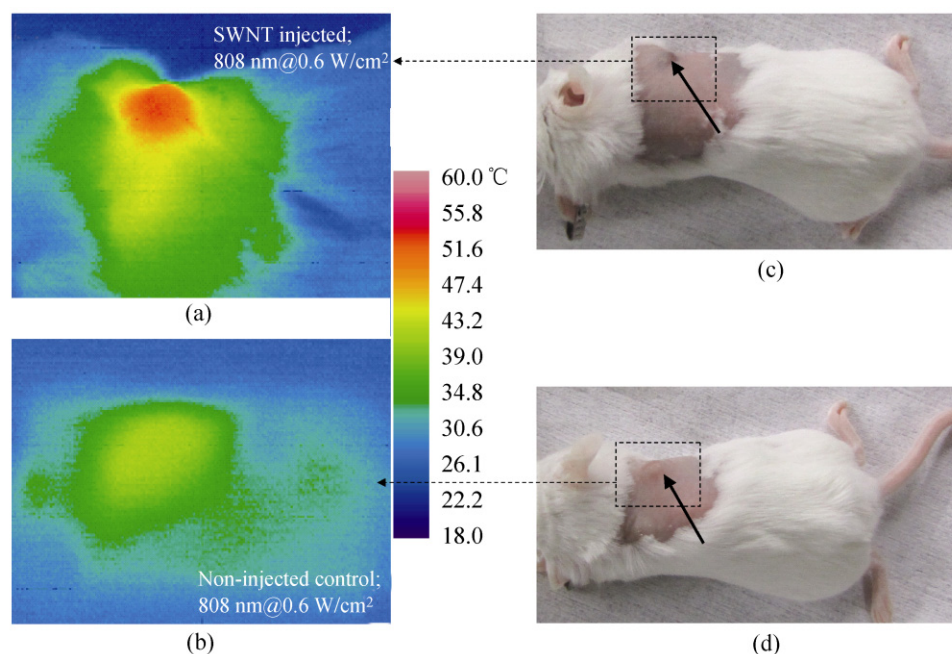 SWNT injected;
808 nm@0.6 W/cm²
(a)
60.0 ℃
55.8
51.6
47.4
43.2
39.0
34.8
30.6
26.1
22.2
18.0
(c)
Non-injected control;
808 nm@0.6 W/cm²
(b)
(d)